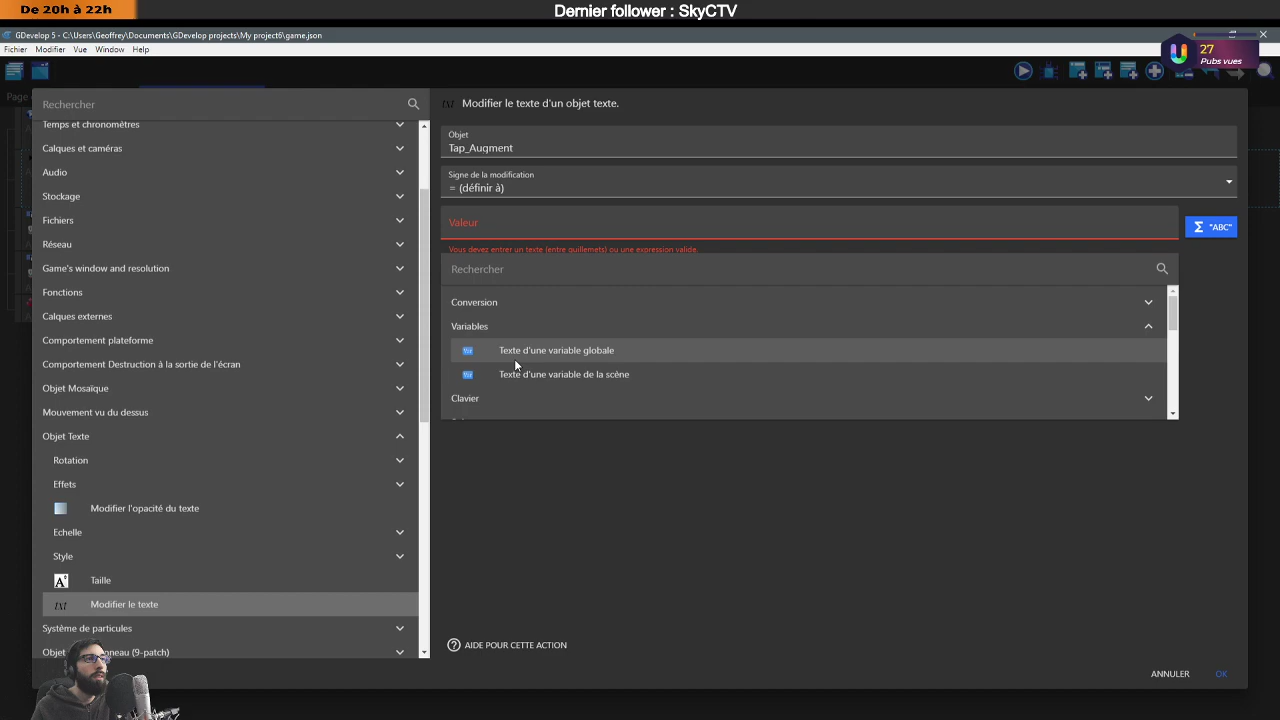 De 20h à 22h
Dernier follower : SkyCTV
GDevelop 5 - C:\Users\Geoffrey\Documents\GDevelop projects\My project6\game.json
Fichier Modifier Vue Window Help
27
Pubs vues
Page
Rechercher
Temps et chronomètres
Calques et caméras
Audio
Stockage
Fichiers
Réseau
Game's window and resolution
Fonctions
Calques externes
Comportement plateforme
Comportement Destruction à la sortie de l'écran
Objet Mosaïque
Mouvement vu du dessus
Objet Texte
Rotation
Effets
Modifier l'opacité du texte
Echelle
Style
Taille
Modifier le texte
Système de particules
Objet
neau (9-patch)
Modifier le texte d'un objet texte.
Objet
Tap_Augment
Signe de la modification
= (définir à)
Valeur
Σ "ABC"
Vous devez entrer un texte (entre guillemets) ou une expression valide.
Rechercher
Conversion
Variables
Texte d'une variable globale
Texte d'une variable de la scène
Clavier
AIDE POUR CETTE ACTION
ANNULER OK